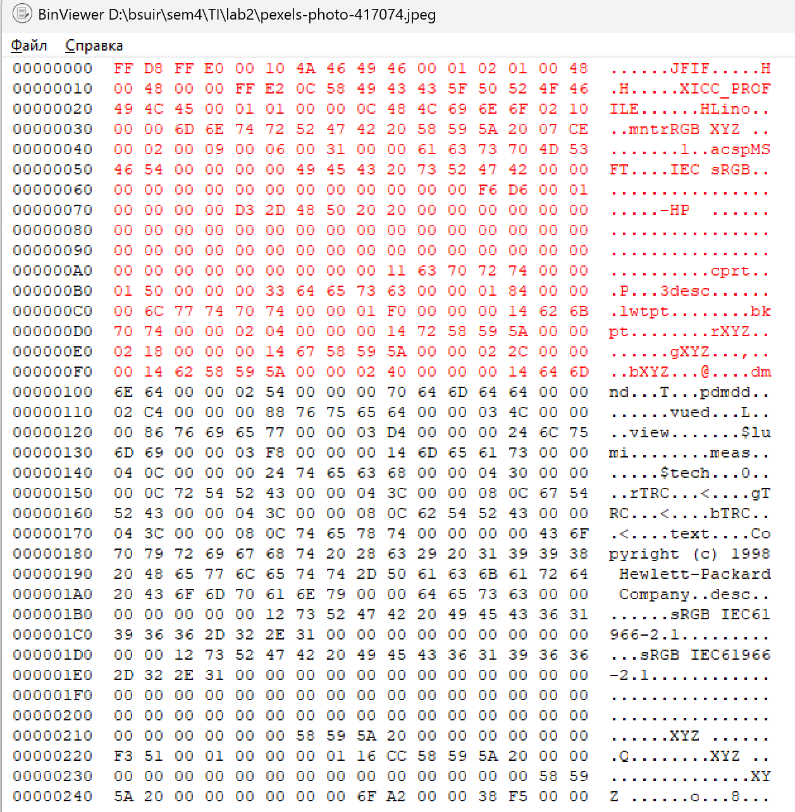 BinViewer D:\bsuir\sem4\TI\lab2\pexels-photo-417074.jpeg
Файл Справка
00000000 FF D8 FF E0 00 10 4A 46 49 46 00 01 02 01 00 48 ......JFIF.....H
00000010 00 48 00 00 FF E2 0C 58 49 43 43 5F 50 52 4F 46 .H.....XICC_PROF
00000020 49 4C 45 00 01 01 00 00 0C 48 4C 69 6E 6F 02 10 ILE......HLino..
00000030 00 00 6D 6E 74 72 52 47 42 20 58 59 5A 20 07 CE ..mntrRGB XYZ ..
00000040 00 02 00 09 00 06 00 31 00 00 61 63 73 70 4D 53 .......1..acspMS
00000050 46 54 00 00 00 00 49 45 43 20 73 52 47 42 00 00 FT....IEC sRGB..
00000060 00 00 00 00 00 00 00 00 00 00 00 00 F6 D6 00 01 ................
00000070 00 00 00 00 D3 2D 48 50 20 20 00 00 00 00 00 00 .....-HP  ......
00000080 00 00 00 00 00 00 00 00 00 00 00 00 00 00 00 00 ................
00000090 00 00 00 00 00 00 00 00 00 00 00 00 00 00 00 00 ................
000000A0 00 00 00 00 00 00 00 00 00 11 63 70 72 74 00 00 ..........cprt..
000000B0 01 50 00 00 00 33 64 65 73 63 00 00 01 84 00 00 .P...3desc......
000000C0 00 6C 77 74 70 74 00 00 01 F0 00 00 00 14 62 6B .lwtpt........bk
000000D0 70 74 00 00 02 04 00 00 00 14 72 58 59 5A 00 00 pt........rXYZ..
000000E0 02 18 00 00 00 14 67 58 59 5A 00 00 02 2C 00 00 ......gXYZ...,..
000000F0 00 14 62 58 59 5A 00 00 02 40 00 00 00 14 64 6D ..bXYZ...@....dm
00000100 6E 64 00 00 02 54 00 00 00 70 64 6D 64 64 00 00 nd...T...pdmdd..
00000110 02 C4 00 00 00 88 76 75 65 64 00 00 03 4C 00 00 ......vued...L..
00000120 00 86 76 69 65 77 00 00 03 D4 00 00 00 24 6C 75 ..view.......$lu
00000130 6D 69 00 00 03 F8 00 00 00 14 6D 65 61 73 00 00 mi........meas..
00000140 04 0C 00 00 00 24 74 65 63 68 00 00 04 30 00 00 .....$tech...0..
00000150 00 0C 72 54 52 43 00 00 04 3C 00 00 08 0C 67 54 ..rTRC...<....gT
00000160 52 43 00 00 04 3C 00 00 08 0C 62 54 52 43 00 00 RC...<....bTRC..
00000170 04 3C 00 00 08 0C 74 65 78 74 00 00 00 00 43 6F .<....text....Co
00000180 70 79 72 69 67 68 74 20 28 63 29 20 31 39 39 38 pyright (c) 1998
00000190 20 48 65 77 6C 65 74 74 2D 50 61 63 6B 61 72 64  Hewlett-Packard
000001A0 20 43 6F 6D 70 61 6E 79 00 00 64 65 73 63 00 00  Company..desc..
000001B0 00 00 00 00 00 12 73 52 47 42 20 49 45 43 36 31 ......sRGB IEC61
000001C0 39 36 36 2D 32 2E 31 00 00 00 00 00 00 00 00 00 966-2.1.........
000001D0 00 00 12 73 52 47 42 20 49 45 43 36 31 39 36 36 ...sRGB IEC61966
000001E0 2D 32 2E 31 00 00 00 00 00 00 00 00 00 00 00 00 -2.1............
000001F0 00 00 00 00 00 00 00 00 00 00 00 00 00 00 00 00 ................
00000200 00 00 00 00 00 00 00 00 00 00 00 00 00 00 00 00 ................
00000210 00 00 00 00 00 00 58 59 5A 20 00 00 00 00 00 00 ......XYZ ......
00000220 F3 51 00 01 00 00 00 01 16 CC 58 59 5A 20 00 00 .Q........XYZ ..
00000230 00 00 00 00 00 00 00 00 00 00 00 00 00 00 58 59 ..............XY
00000240 5A 20 00 00 00 00 00 00 6F A2 00 00 38 F5 00 00 Z ......o...8...